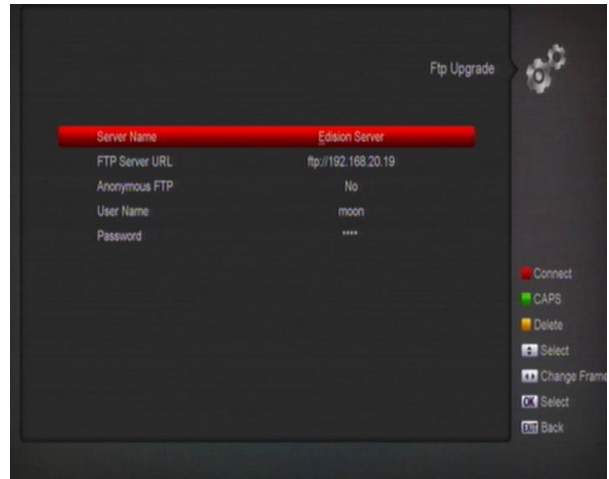 Ftp Upgrade
Server Name Edision Server
FTP Server URL ftp://192.168.20.19
Anonymous FTP No
User Name moon
Password ****
Connect
CAPS
Delete
Select
Change Frame
OK Select
EXIT Back